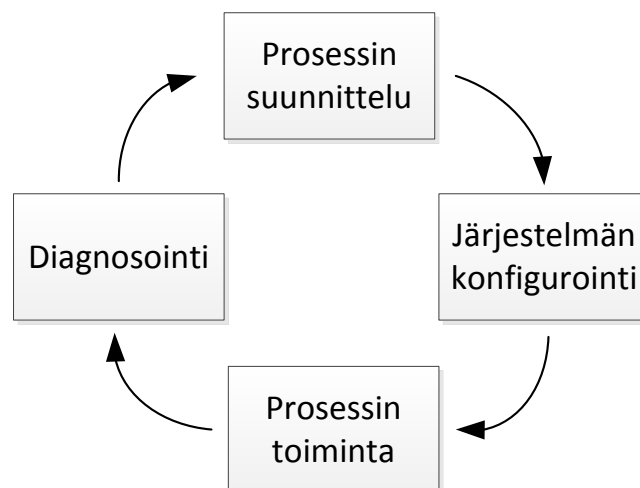 Prosessin
suunnittelu
Järjestelmän
konfigurointi
Prosessin
toiminta
Diagnosointi